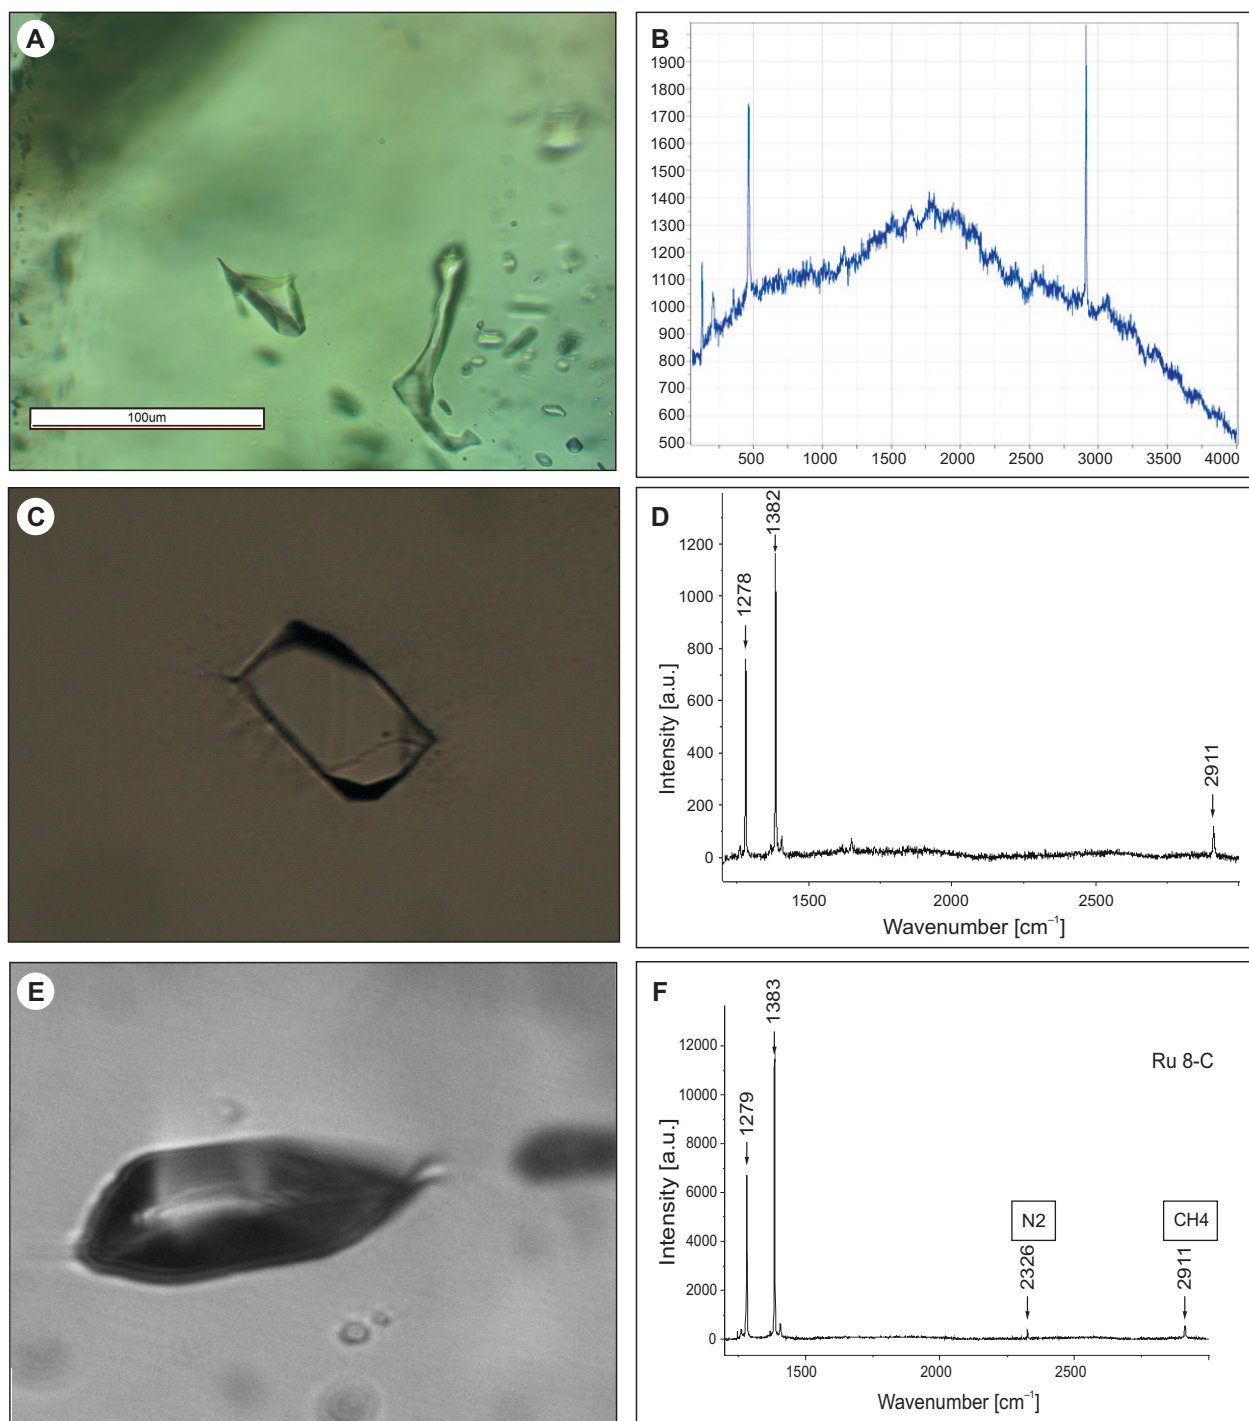 A
100um
B
1900
1800
1700
1600
1500
1400
1300
1200
1100
1000
900
800
700
600
500
500 1000 1500 2000 2500 3000 3500 4000
C
D
1382
1278
2911
1200
1000
800
600
400
200
0
Intensity [a.u.]
1500 2000 2500
Wavenumber [cm⁻¹]
E
F
1383
1279
Ru 8-C
N2
2326
CH4
2911
12000
10000
8000
6000
4000
2000
0
Intensity [a.u.]
1500 2000 2500
Wavenumber [cm⁻¹]